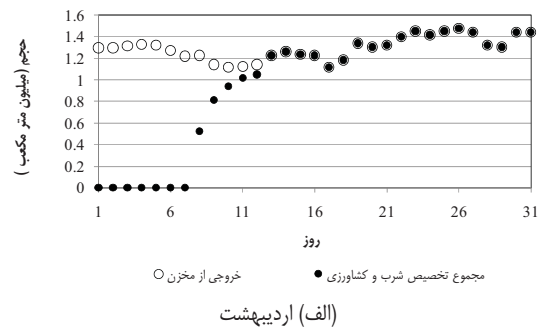 حجم (میلیون متر مکعب )
1.6
1.4
1.2
1
0.8
0.6
0.4
0.2
0
1 6 11 16 21 26 31
روز
خروجی از مخزن
مجموع تخصیص شرب و کشاورزی
(الف) اردیبهشت